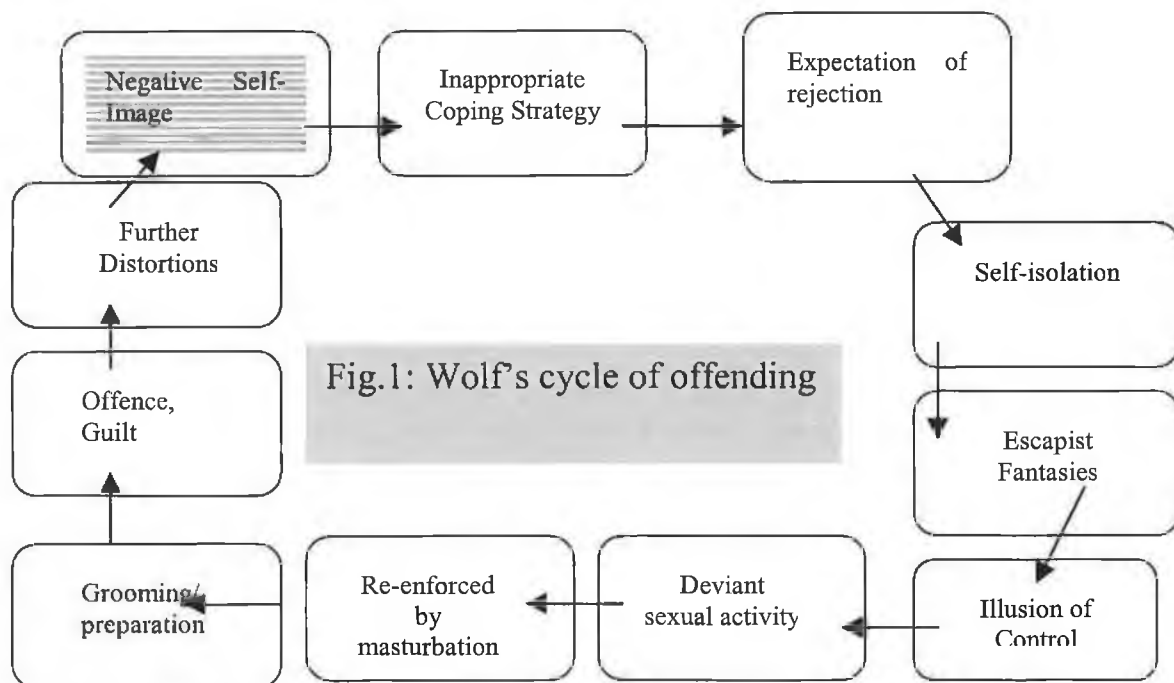 Negative Self-
Image
Inappropriate
Coping Strategy
Expectation of
rejection
Self-isolation
Escapist
Fantasies
Illusion of
Control
Deviant
sexual activity
Re-enforced
by
masturbation
Grooming/
preparation
Offence,
Guilt
Further
Distortions
Fig.1: Wolf's cycle of offending